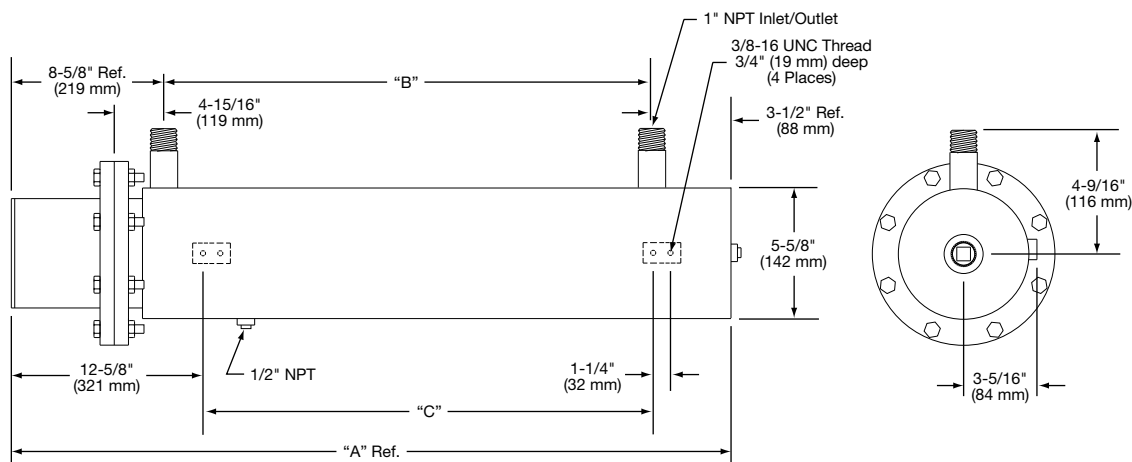 1" NPT Inlet/Outlet
3/8-16 UNC Thread
3/4" (19 mm) deep
(4 Places)
8-5/8" Ref.
(219 mm)
“B”
4-15/16"
(119 mm)
3-1/2" Ref.
(88 mm)
4-9/16"
(116 mm)
5-5/8"
(142 mm)
12-5/8"
(321 mm)
1/2" NPT
1-1/4"
(32 mm)
3-5/16"
(84 mm)
“C”
“A” Ref.